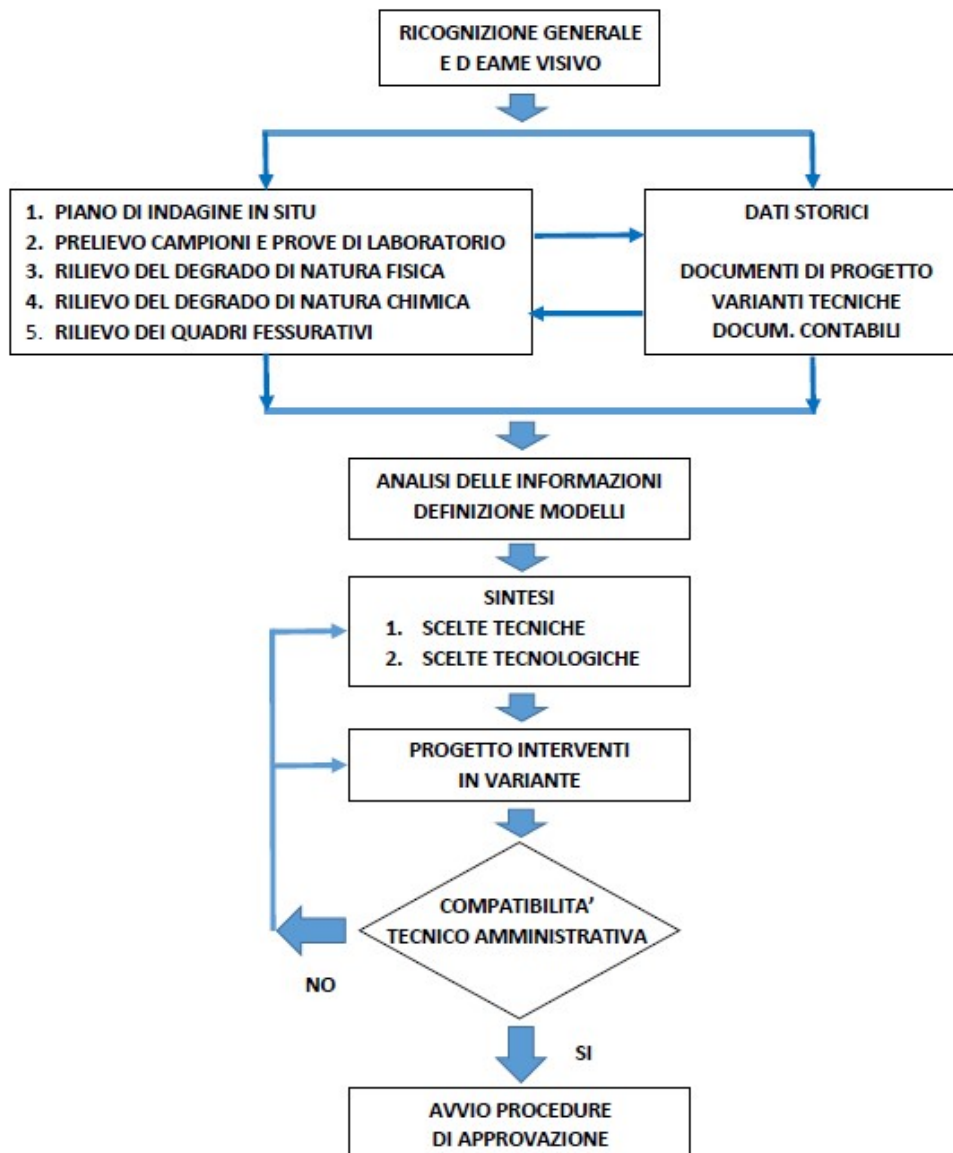 RICOGNIZIONE GENERALE
E D EAME VISIVO
1. PIANO DI INDAGINE IN SITU
2. PRELIEVO CAMPIONI E PROVE DI LABORATORIO
3. RILIEVO DEL DEGRADO DI NATURA FISICA
4. RILIEVO DEL DEGRADO DI NATURA CHIMICA
5. RILIEVO DEI QUADRI FESSURATIVI
DATI STORICI
DOCUMENTI DI PROGETTO
VARIANTI TECNICHE
DOCUM. CONTABILI
ANALISI DELLE INFORMAZIONI
DEFINIZIONE MODELLI
SINTESI
1. SCELTE TECNICHE
2. SCELTE TECNOLOGICHE
PROGETTO INTERVENTI
IN VARIANTE
COMPATIBILITA'
TECNICO AMMINISTRATIVA
NO
SI
AVVIO PROCEDURE
DI APPROVAZIONE